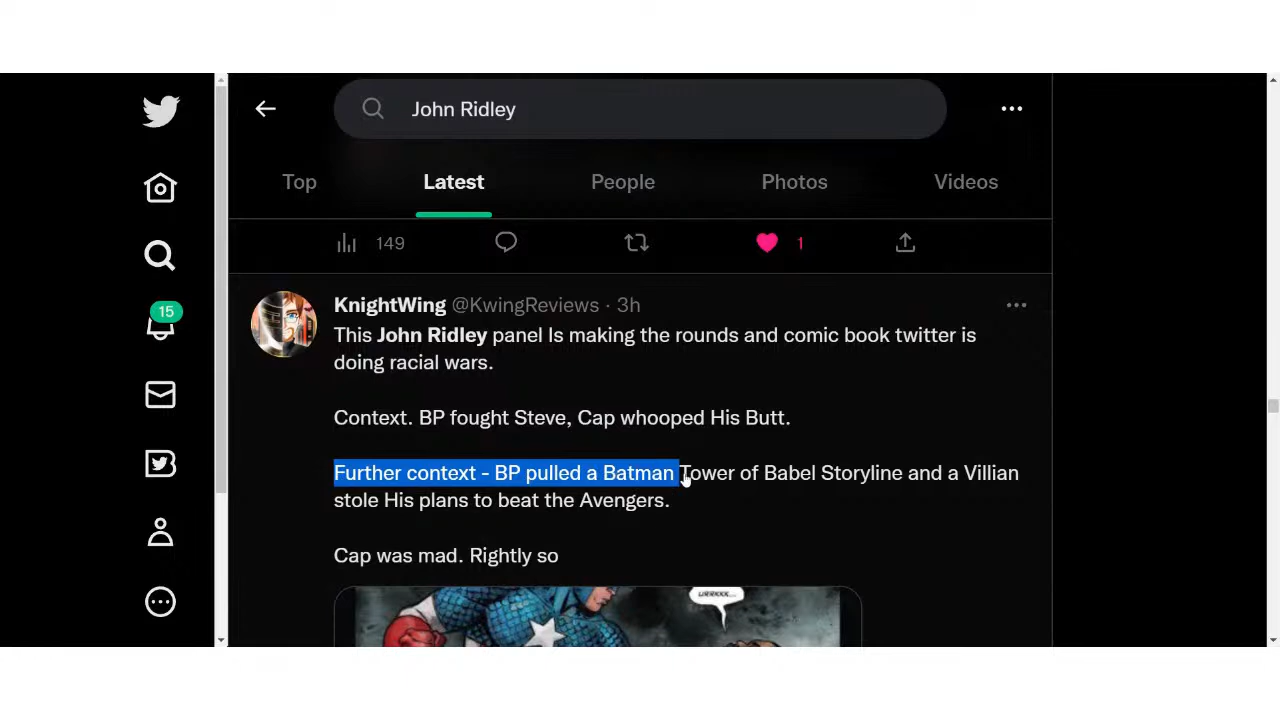 John Ridley
Top Latest People Photos Videos
149 1
15
KnightWing @KwingReviews · 3h
This John Ridley panel Is making the rounds and comic book twitter is
doing racial wars.
Context. BP fought Steve, Cap whooped His Butt.
Further context - BP pulled a Batman Tower of Babel Storyline and a Villian
stole His plans to beat the Avengers.
Cap was mad. Rightly so
URRKKK...